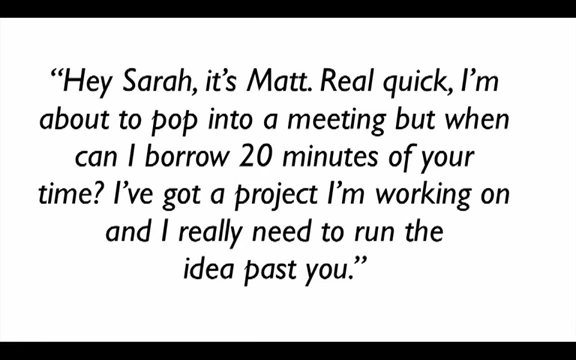 “Hey Sarah, it’s Matt. Real quick, I’m
about to pop into a meeting but when
can I borrow 20 minutes of your
time? I’ve got a project I’m working on
and I really need to run the
idea past you.”